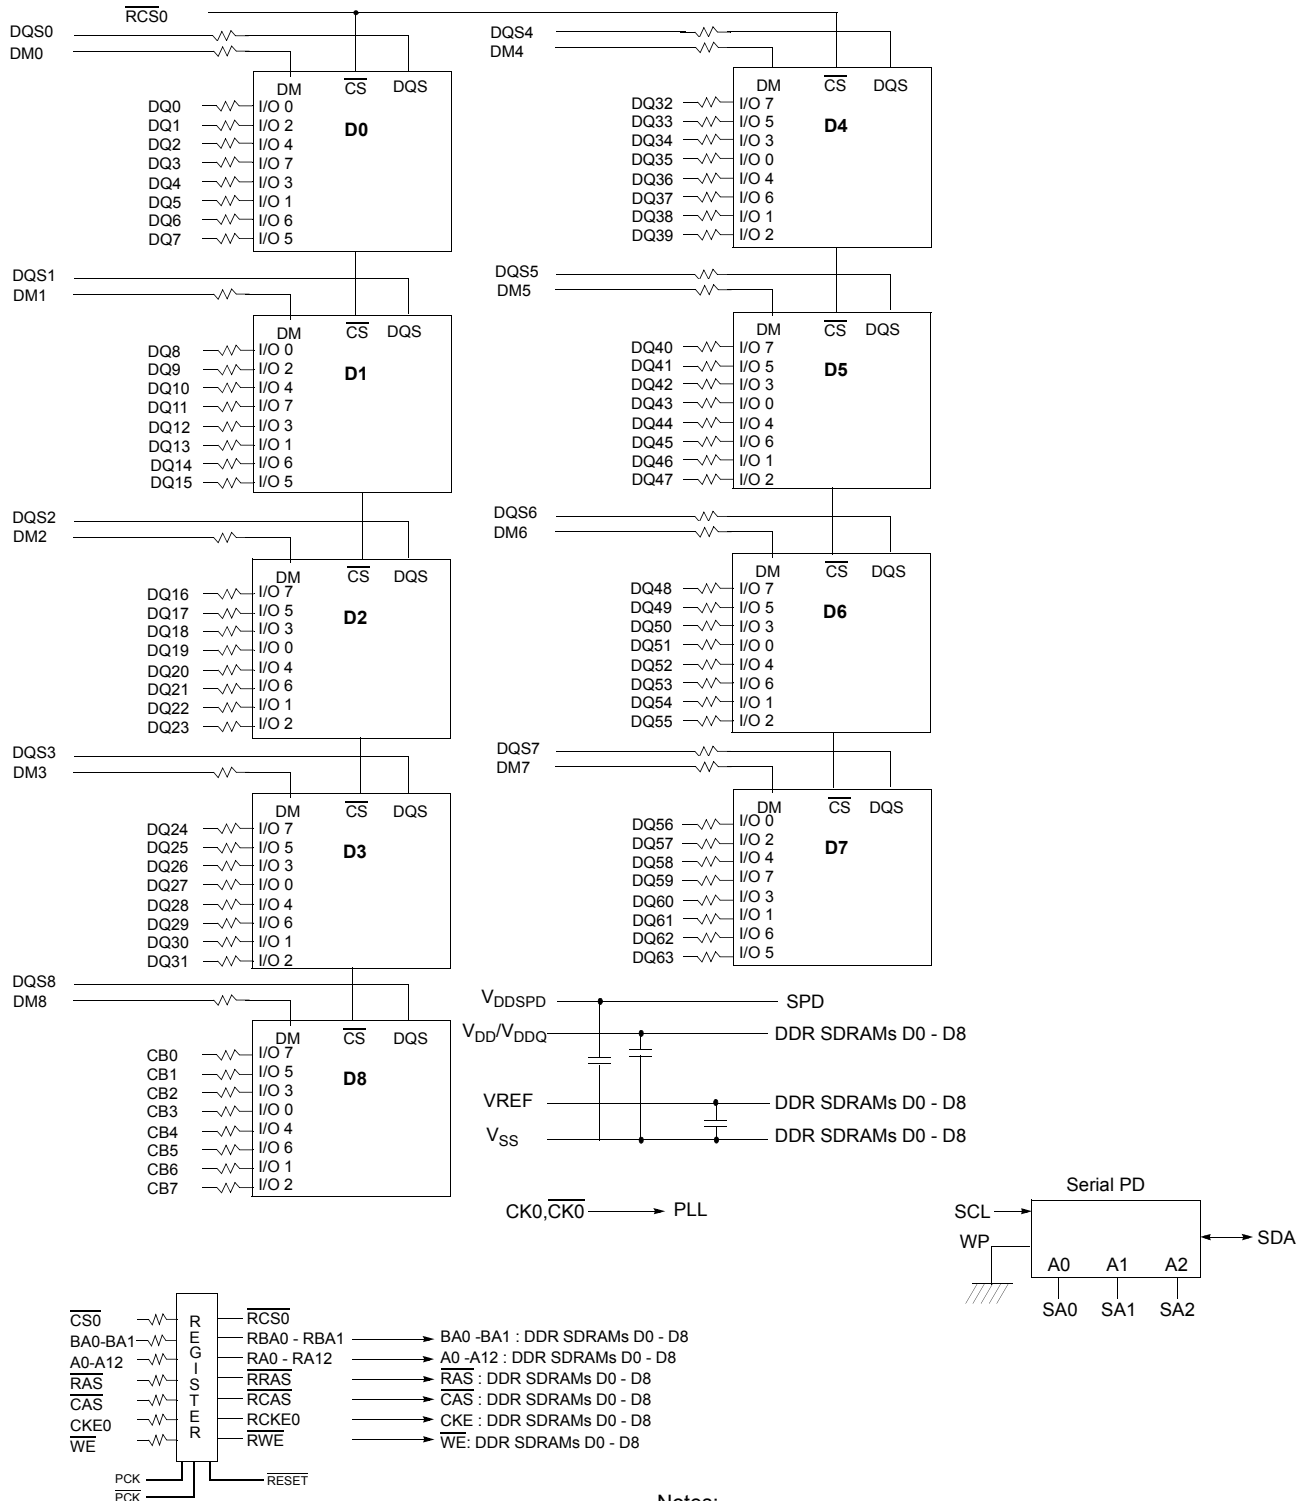 RCS0
DQS0
DM0
DM CS DQS
D0
DQ0 I/O 0
DQ1 I/O 2
DQ2 I/O 4
DQ3 I/O 7
DQ4 I/O 3
DQ5 I/O 1
DQ6 I/O 6
DQ7 I/O 5
DQS1
DM1
DM CS DQS
D1
DQ8 I/O 0
DQ9 I/O 2
DQ10 I/O 4
DQ11 I/O 7
DQ12 I/O 3
DQ13 I/O 1
DQ14 I/O 6
DQ15 I/O 5
DQS2
DM2
DM CS DQS
D2
DQ16 I/O 7
DQ17 I/O 5
DQ18 I/O 3
DQ19 I/O 0
DQ20 I/O 4
DQ21 I/O 6
DQ22 I/O 1
DQ23 I/O 2
DQS3
DM3
DM CS DQS
D3
DQ24 I/O 7
DQ25 I/O 5
DQ26 I/O 3
DQ27 I/O 0
DQ28 I/O 4
DQ29 I/O 6
DQ30 I/O 1
DQ31 I/O 2
DQS8
DM8
DM CS DQS
D8
CB0 I/O 7
CB1 I/O 5
CB2 I/O 3
CB3 I/O 0
CB4 I/O 4
CB5 I/O 6
CB6 I/O 1
CB7 I/O 2
DQS4
DM4
DM CS DQS
D4
DQ32 I/O 7
DQ33 I/O 5
DQ34 I/O 3
DQ35 I/O 0
DQ36 I/O 4
DQ37 I/O 6
DQ38 I/O 1
DQ39 I/O 2
DQS5
DM5
DM CS DQS
D5
DQ40 I/O 7
DQ41 I/O 5
DQ42 I/O 3
DQ43 I/O 0
DQ44 I/O 4
DQ45 I/O 6
DQ46 I/O 1
DQ47 I/O 2
DQS6
DM6
DM CS DQS
D6
DQ48 I/O 7
DQ49 I/O 5
DQ50 I/O 3
DQ51 I/O 0
DQ52 I/O 4
DQ53 I/O 6
DQ54 I/O 1
DQ55 I/O 2
DQS7
DM7
DM CS DQS
D7
DQ56 I/O 0
DQ57 I/O 2
DQ58 I/O 4
DQ59 I/O 7
DQ60 I/O 3
DQ61 I/O 1
DQ62 I/O 6
DQ63 I/O 5
VDDSPD SPD
VDD/VDDQ DDR SDRAMs D0 - D8
VREF DDR SDRAMs D0 - D8
VSS DDR SDRAMs D0 - D8
CK0,CK0 PLL
Serial PD
SCL
WP
SDA
A0 A1 A2
SA0 SA1 SA2
REGISTER
CS0 RCS0
BA0-BA1 RBA0 - RBA1 BA0 -BA1 : DDR SDRAMs D0 - D8
A0-A12 RA0 - RA12 A0 -A12 : DDR SDRAMs D0 - D8
RAS RRAS RAS : DDR SDRAMs D0 - D8
CAS RCAS CAS : DDR SDRAMs D0 - D8
CKE0 RCKE0 CKE : DDR SDRAMs D0 - D8
WE RWE WE: DDR SDRAMs D0 - D8
PCK RESET
PCK